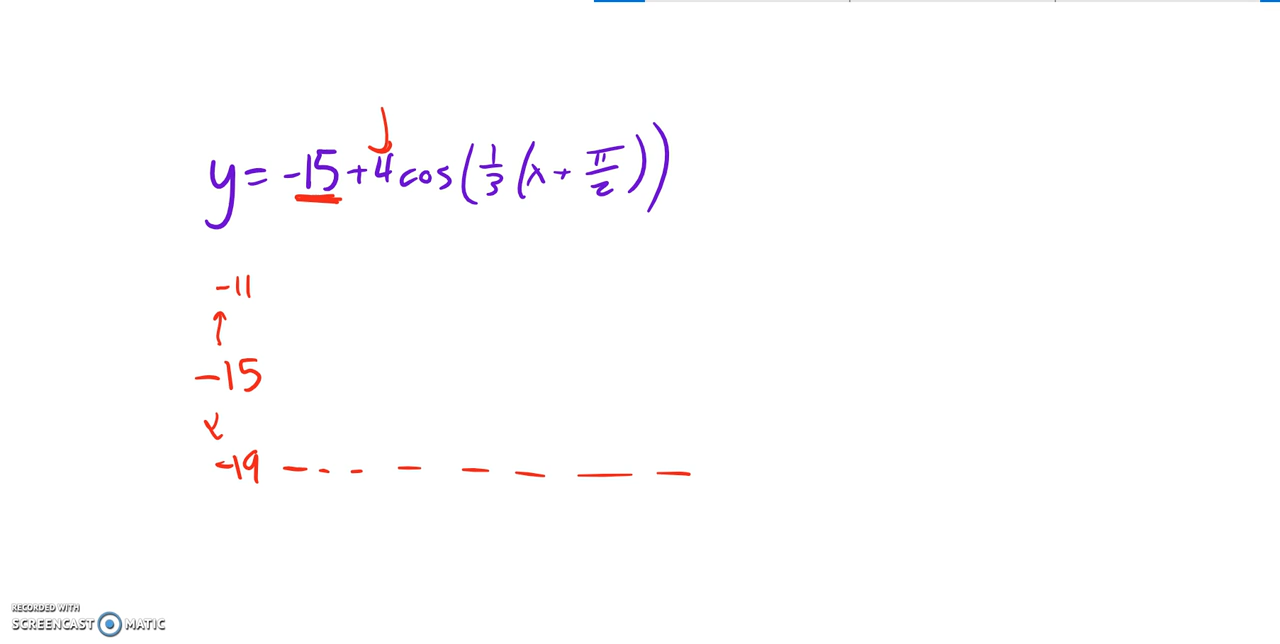 y = -15 + 4 cos(1/3 (x + π/2))
-11
-15
-19
RECORDED WITH
SCREENCAST MATIC